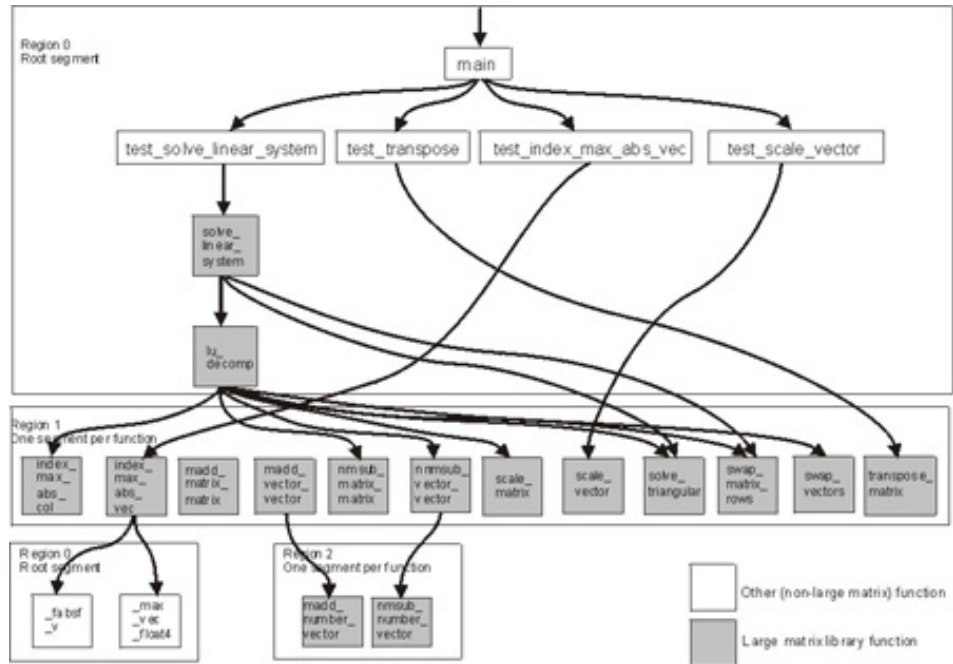 Region 0
Root segment
main
test_solve_linear_system
test_transpose
test_index_max_abs_vec
test_scale_vector
solve_
linear_
system
lu_
decomp
Region 1
One segment per function
index_
max_
abs_
col
index_
max_
abs_
vec
madd_
matrix_
matrix
madd_
vector_
vector
nmsub_
matrix_
matrix
nmsub_
vector_
vector
scale_
matrix
scale_
vector
solve_
triangular
swap_
matrix_
rows
swap_
vectors
transpose_
matrix
Region 0
Root segment
_fabsf
_v
_max
_vec
_float4
Region 2
One segment per function
madd_
number_
vector
nmsub_
number_
vector
Other (non-large matrix) function
Large matrix library function